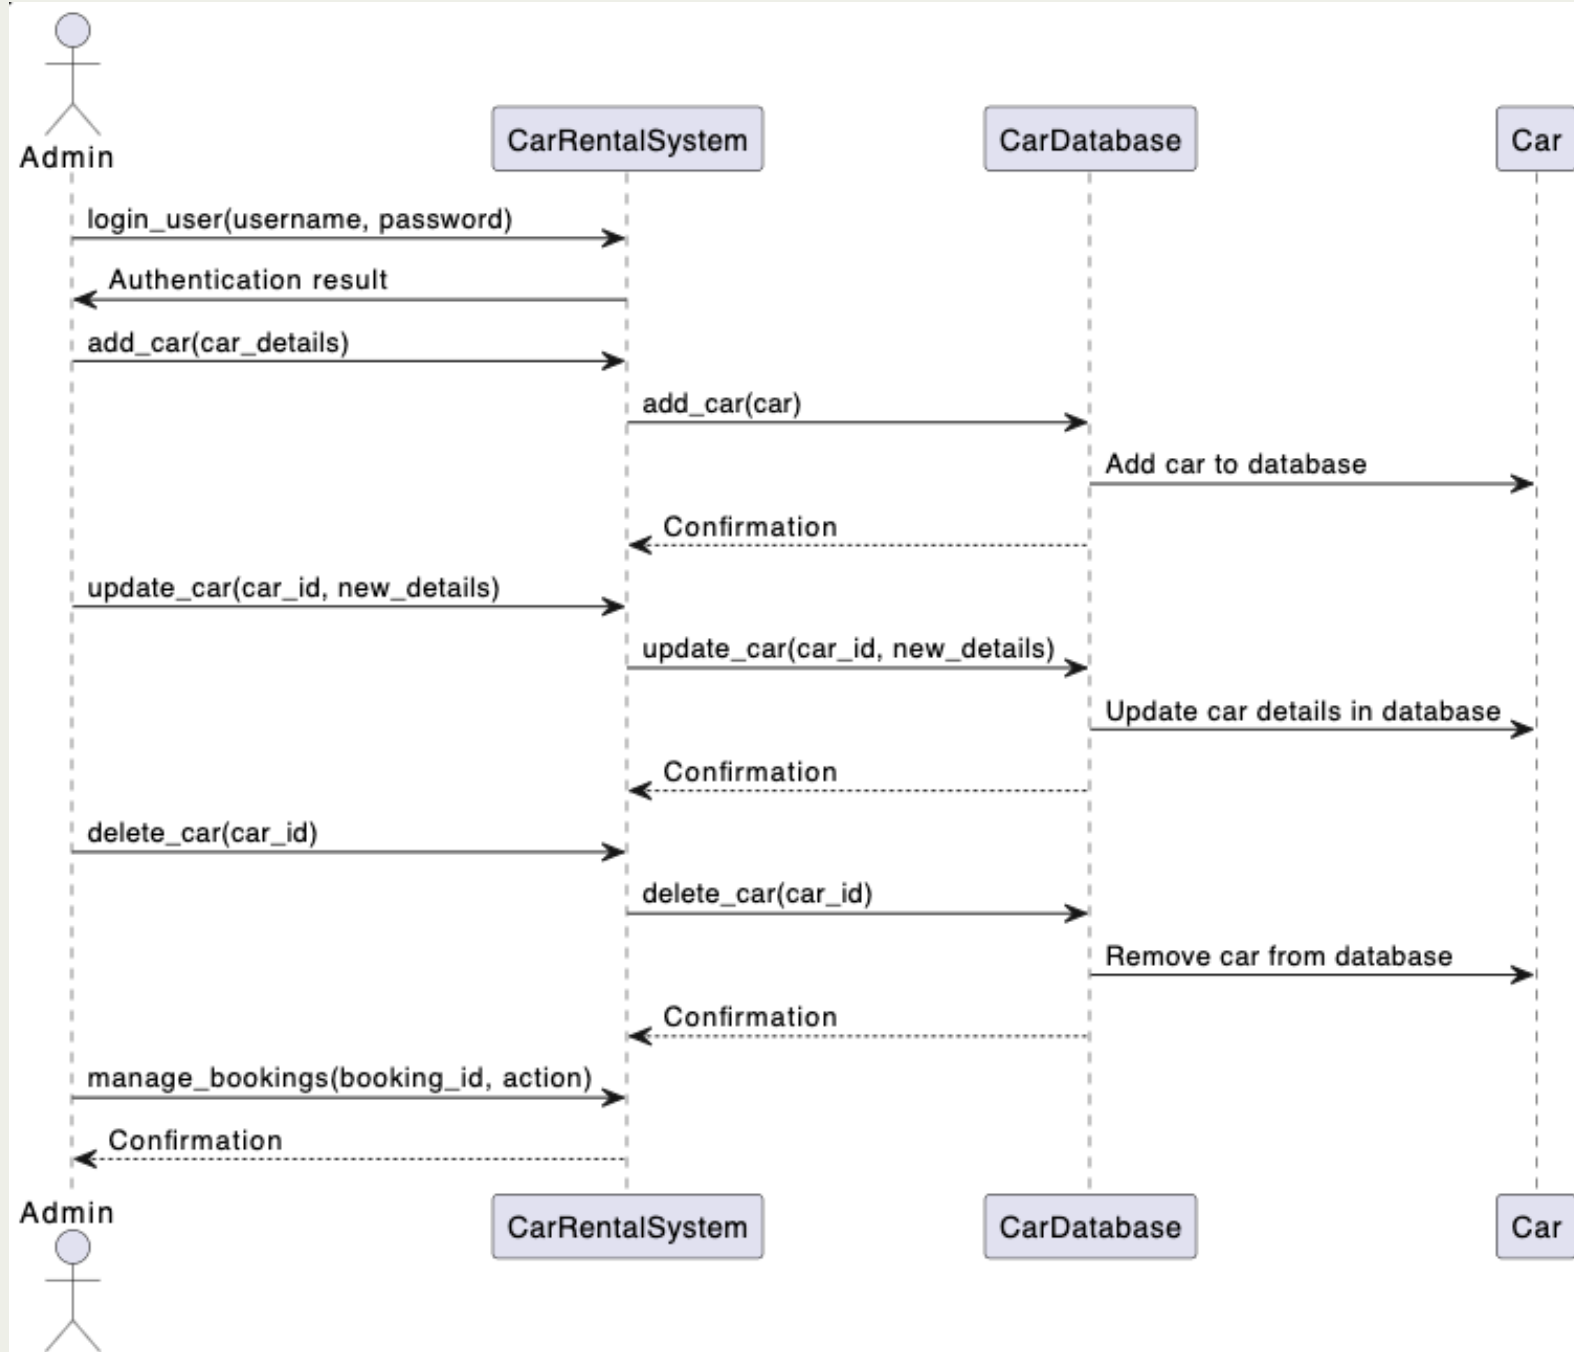 Admin
CarRentalSystem
CarDatabase
Car
login_user(username, password)
Authentication result
add_car(car_details)
add_car(car)
Add car to database
Confirmation
update_car(car_id, new_details)
update_car(car_id, new_details)
Update car details in database
Confirmation
delete_car(car_id)
delete_car(car_id)
Remove car from database
Confirmation
manage_bookings(booking_id, action)
Confirmation
Admin
CarRentalSystem
CarDatabase
Car